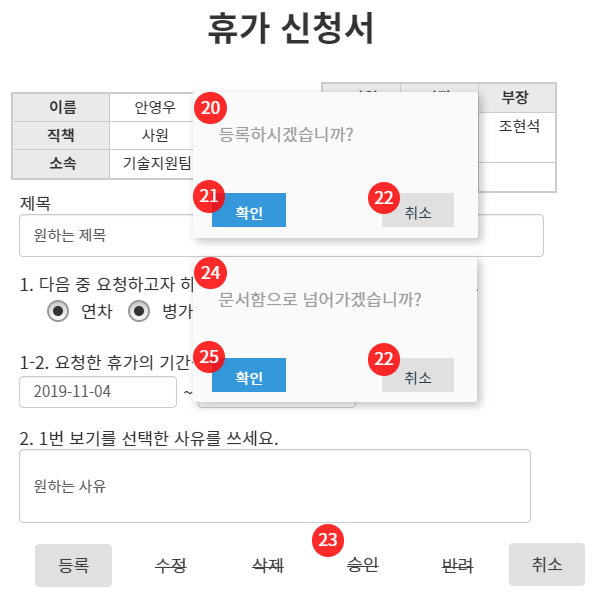 휴가 신청서
이름 안영우
직책 사원
소속 기술지원팀
부장
조현석
20
등록하시겠습니까?
21 확인
22 취소
제목
원하는 제목
1. 다음 중 요청하고자 하
연차 병가
24
문서함으로 넘어가겠습니까?
25 확인
22 취소
1-2. 요청한 휴가의 기간
2019-11-04 ~
2. 1번 보기를 선택한 사유를 쓰세요.
원하는 사유
23
등록 수정 삭제 승인 반려 취소